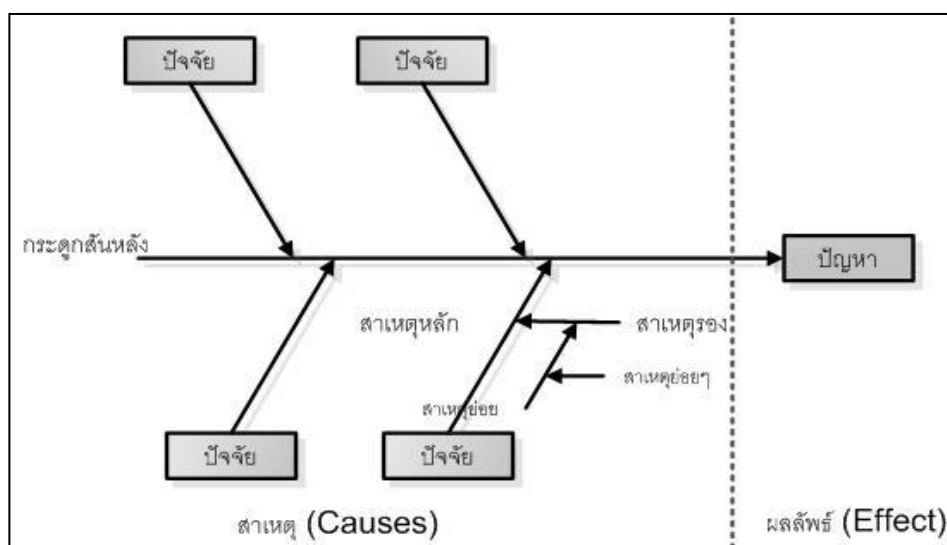 ปัจจัย
ปัจจัย
กระดูกสันหลัง
ปัญหา
สาเหตุหลัก
สาเหตุรอง
สาเหตุย่อยๆ
สาเหตุย่อย
ปัจจัย
ปัจจัย
สาเหตุ (Causes)
ผลลัพธ์ (Effect)